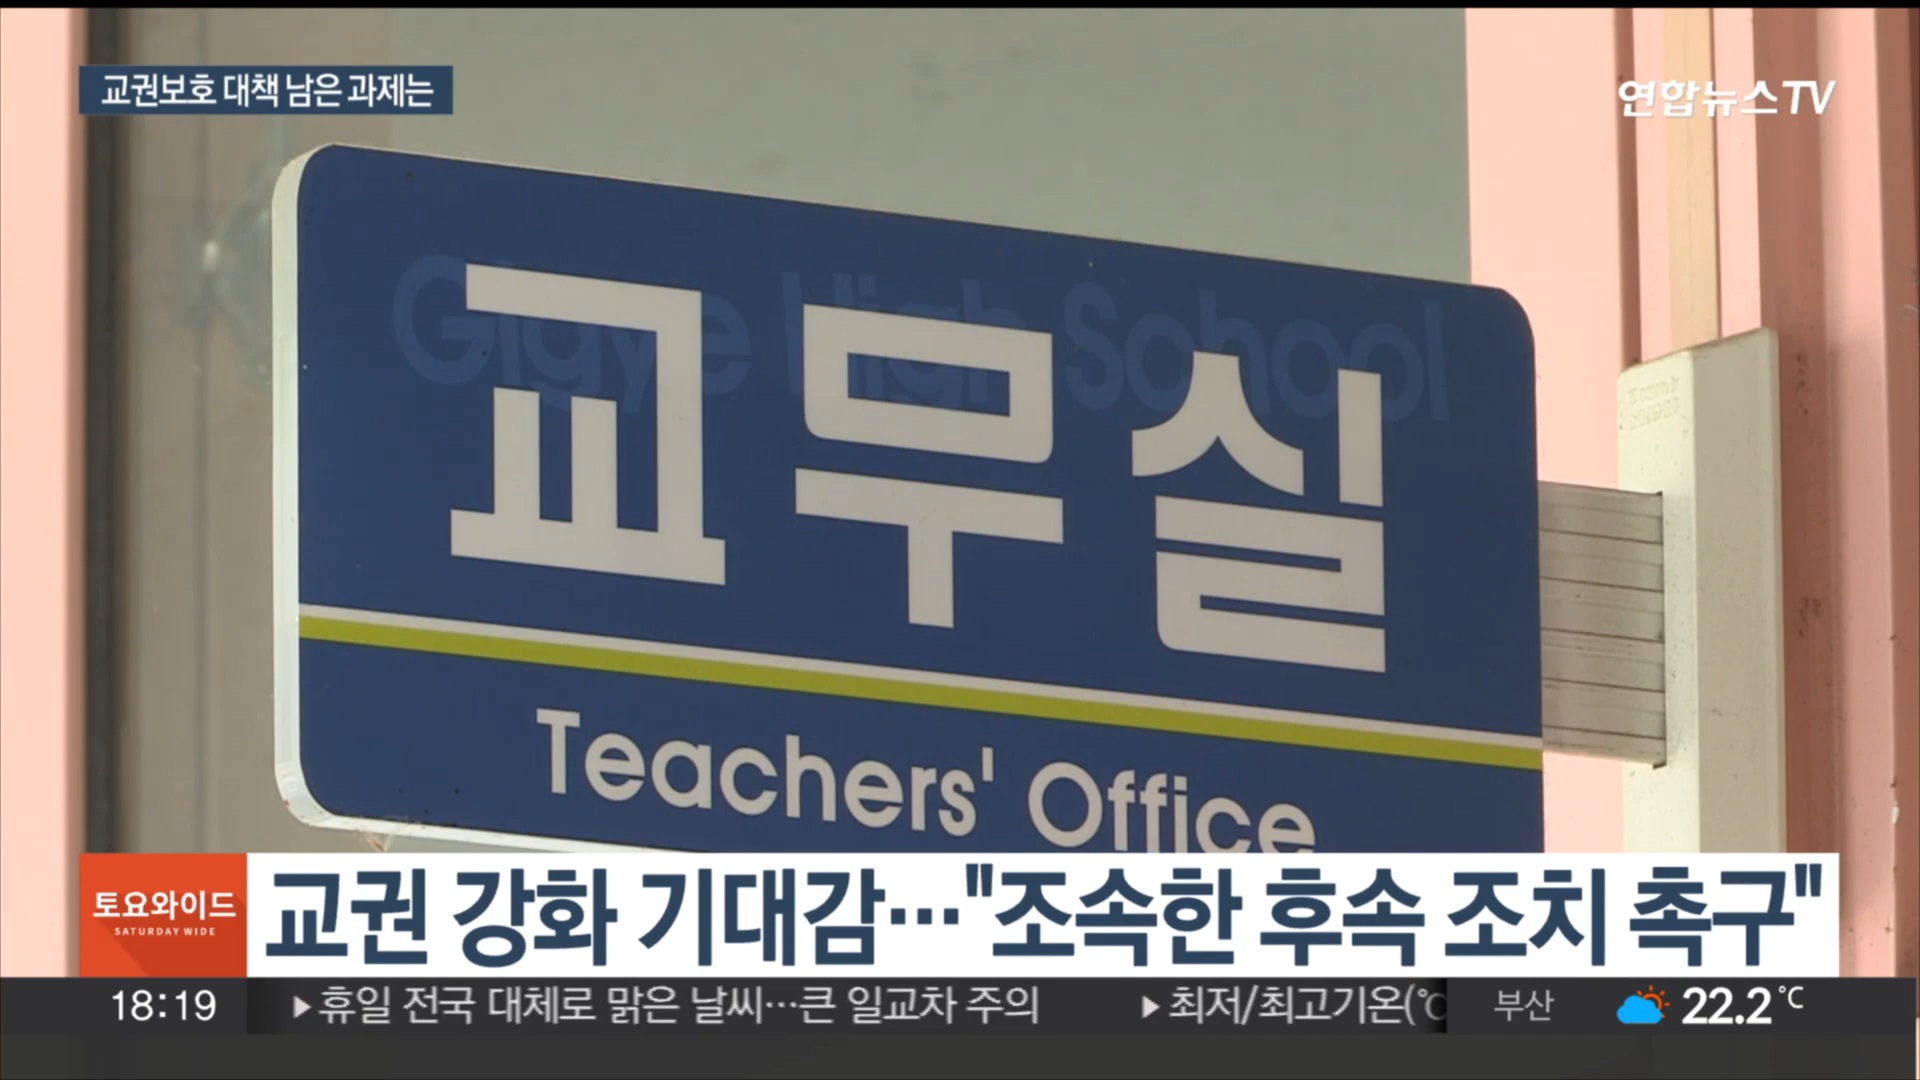 교권보호 대책 남은 과제는
연합뉴스TV
Gigye High School
교무실
Teachers' Office
토요와이드
SATURDAY WIDE
교권 강화 기대감…"조속한 후속 조치 촉구"
18:19 ▶휴일 전국 대체로 맑은 날씨…큰 일교차 주의 ▶최저/최고기온(℃ 부산 22.2℃